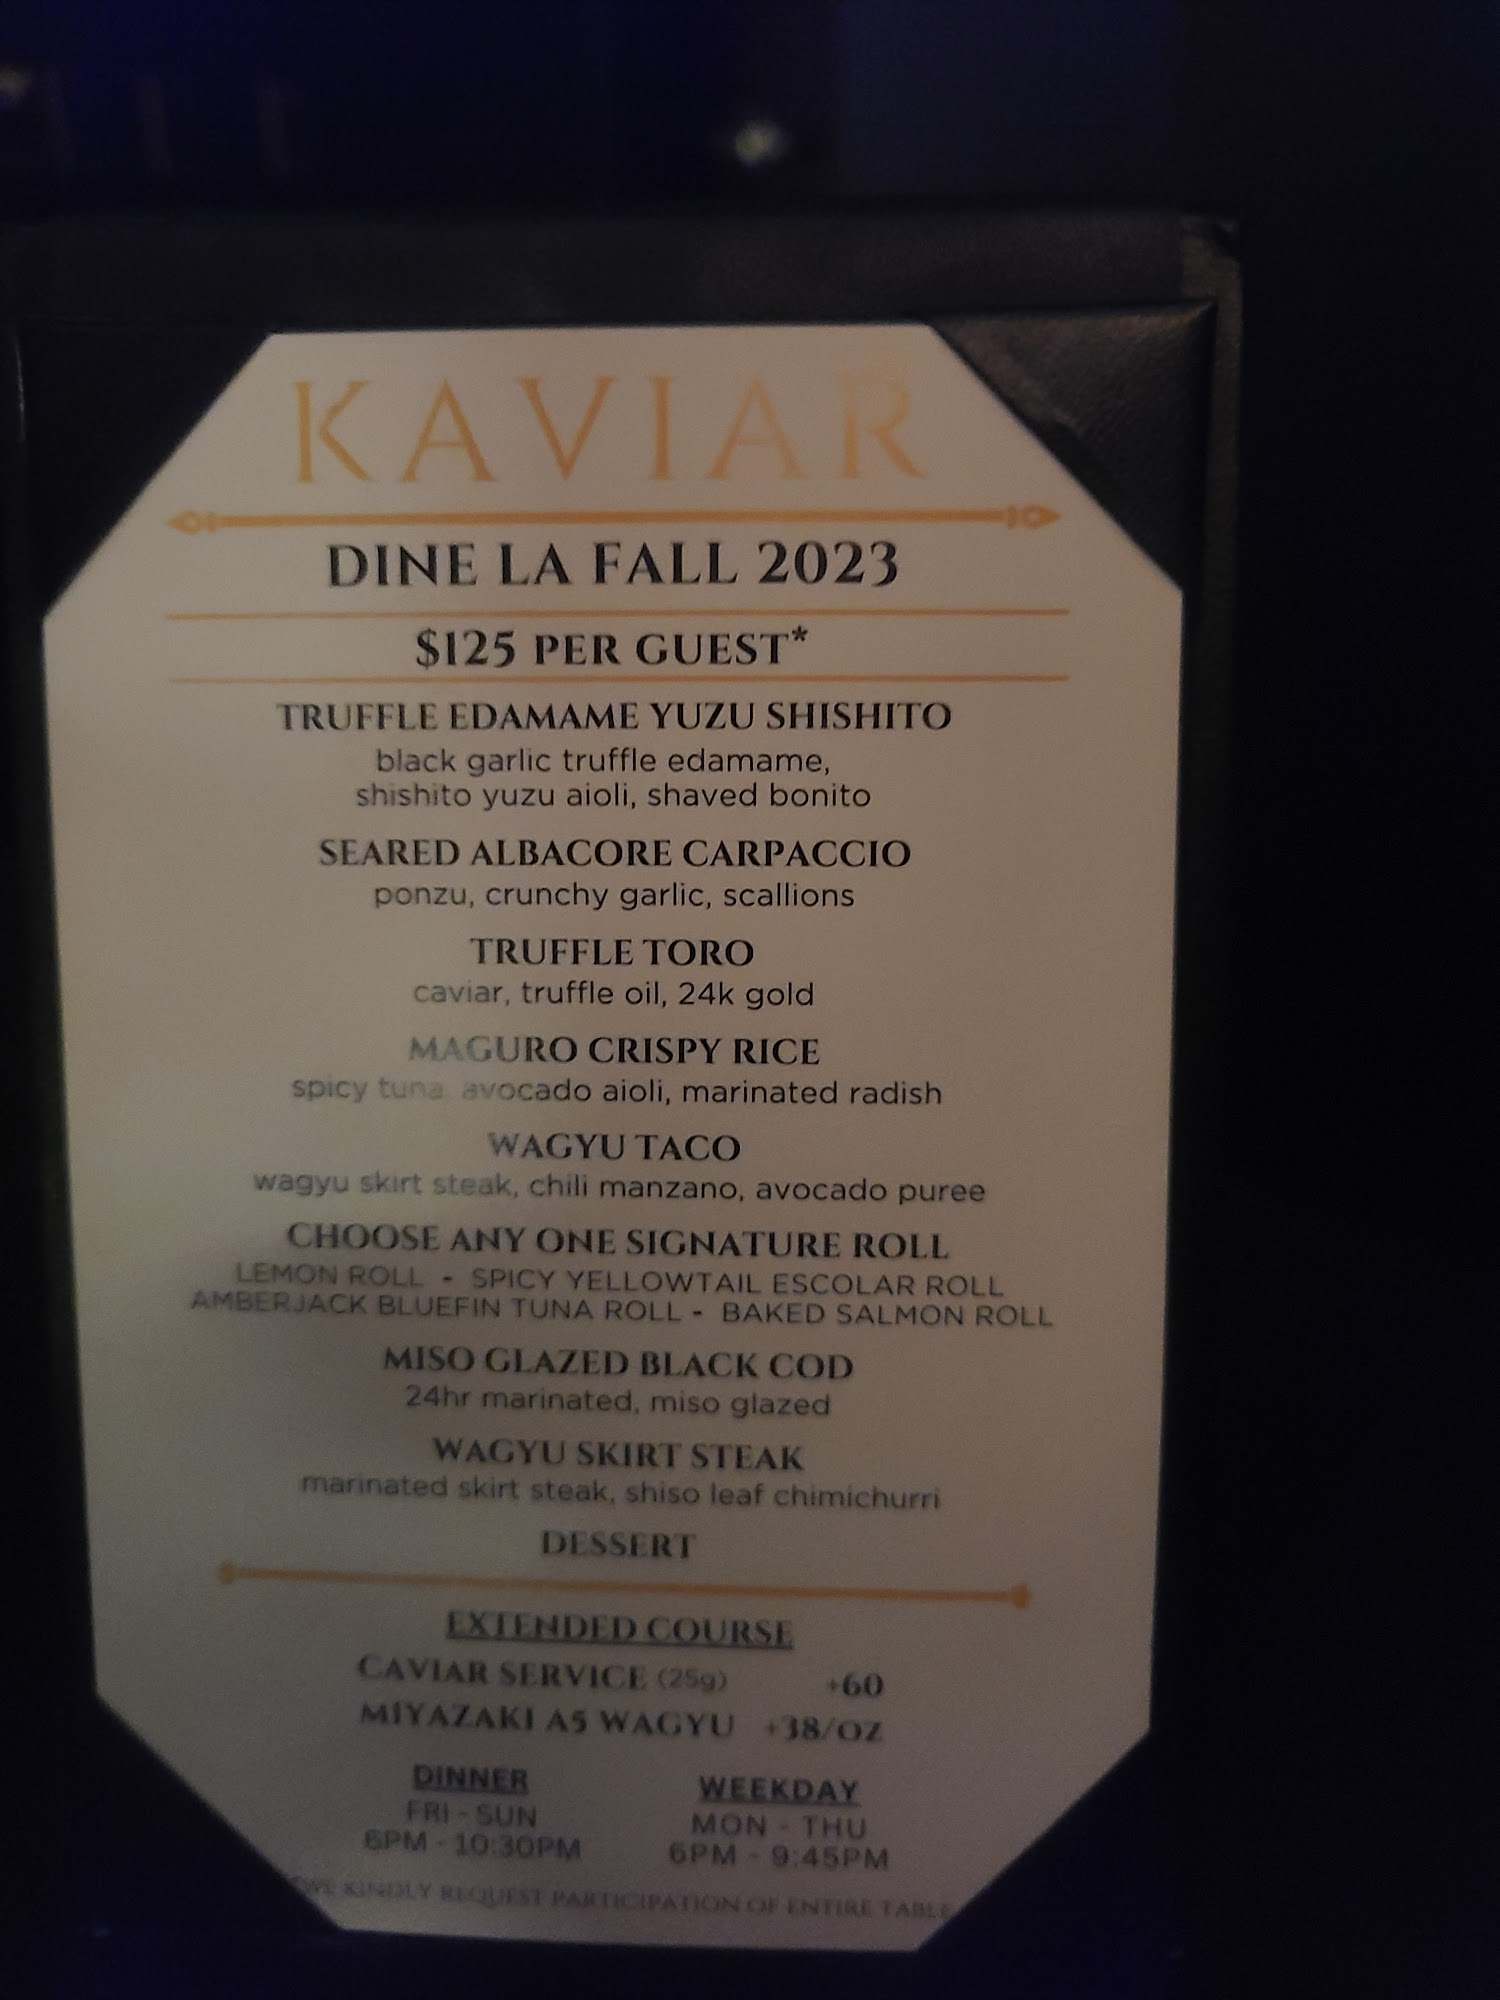 KAVIAR
DINE LA FALL 2023
$125 PER GUEST*
TRUFFLE EDAMAME YUZU SHISHITO
black garlic truffle edamame,
shishito yuzu aioli, shaved bonito
SEARED ALBACORE CARPACCIO
ponzu, crunchy garlic, scallions
TRUFFLE TORO
caviar, truffle oil, 24k gold
MAGURO CRISPY RICE
spicy tuna, avocado aioli, marinated radish
WAGYU TACO
wagyu skirt steak, chili manzano, avocado puree
CHOOSE ANY ONE SIGNATURE ROLL
LEMON ROLL - SPICY YELLOWTAIL ESCOLAR ROLL
AMBERJACK BLUEFIN TUNA ROLL - BAKED SALMON ROLL
MISO GLAZED BLACK COD
24hr marinated, miso glazed
WAGYU SKIRT STEAK
marinated skirt steak, shiso leaf chimichurri
DESSERT
EXTENDED COURSE
CAVIAR SERVICE (25g) +60
MIYAZAKI A5 WAGYU +38/OZ
DINNER
FRI - SUN
6PM - 10:30PM
WEEKDAY
MON - THU
6PM - 9:45PM
WE KINDLY REQUEST PARTICIPATION OF ENTIRE TABLE